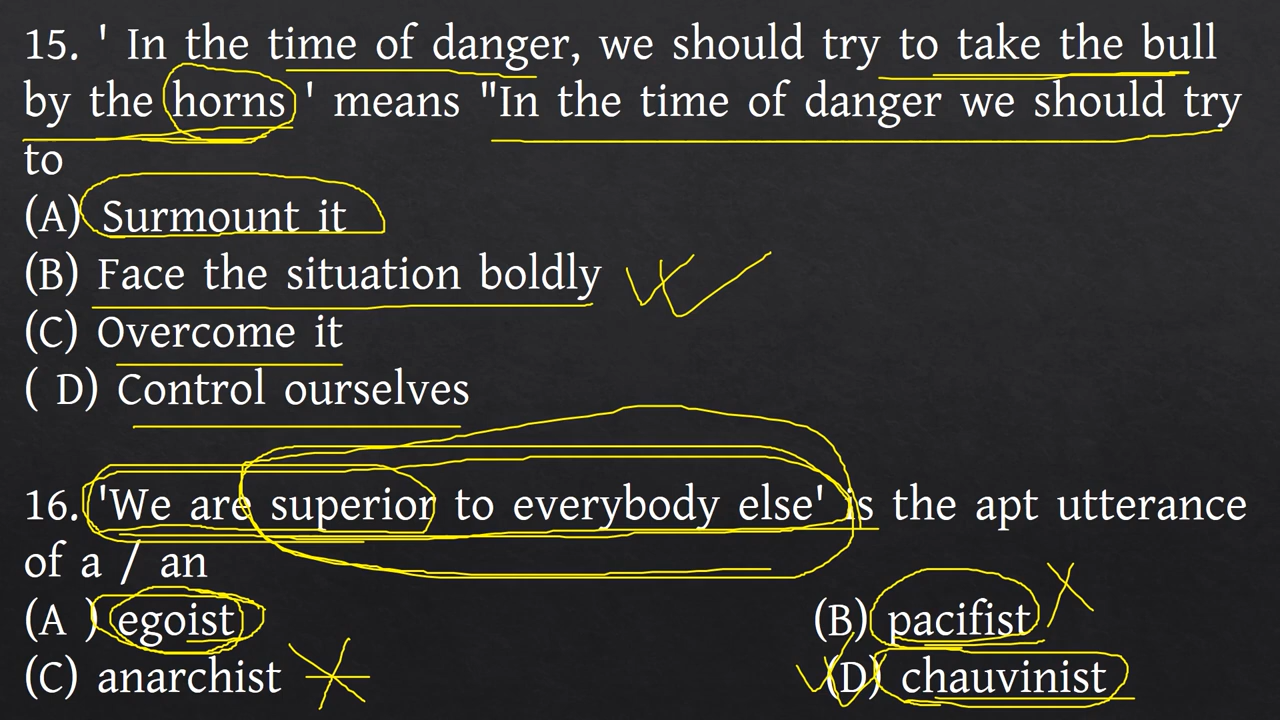 15. ' In the time of danger, we should try to take the bull
by the horns ' means "In the time of danger we should try
to
(A) Surmount it
(B) Face the situation boldly
(C) Overcome it
( D) Control ourselves
16. 'We are superior to everybody else' is the apt utterance
of a / an
(A ) egoist (B) pacifist
(C) anarchist (D) chauvinist